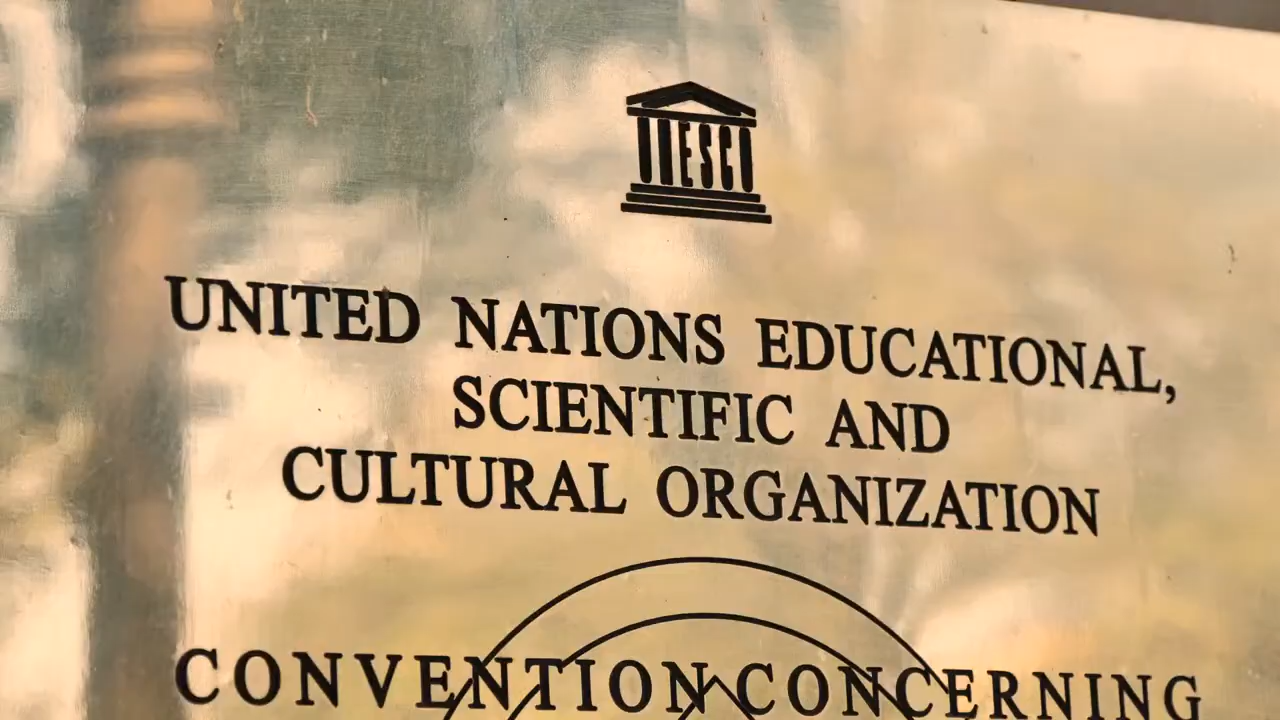 UNESCO
UNITED NATIONS EDUCATIONAL,
SCIENTIFIC AND
CULTURAL ORGANIZATION
CONVENTION CONCERNING